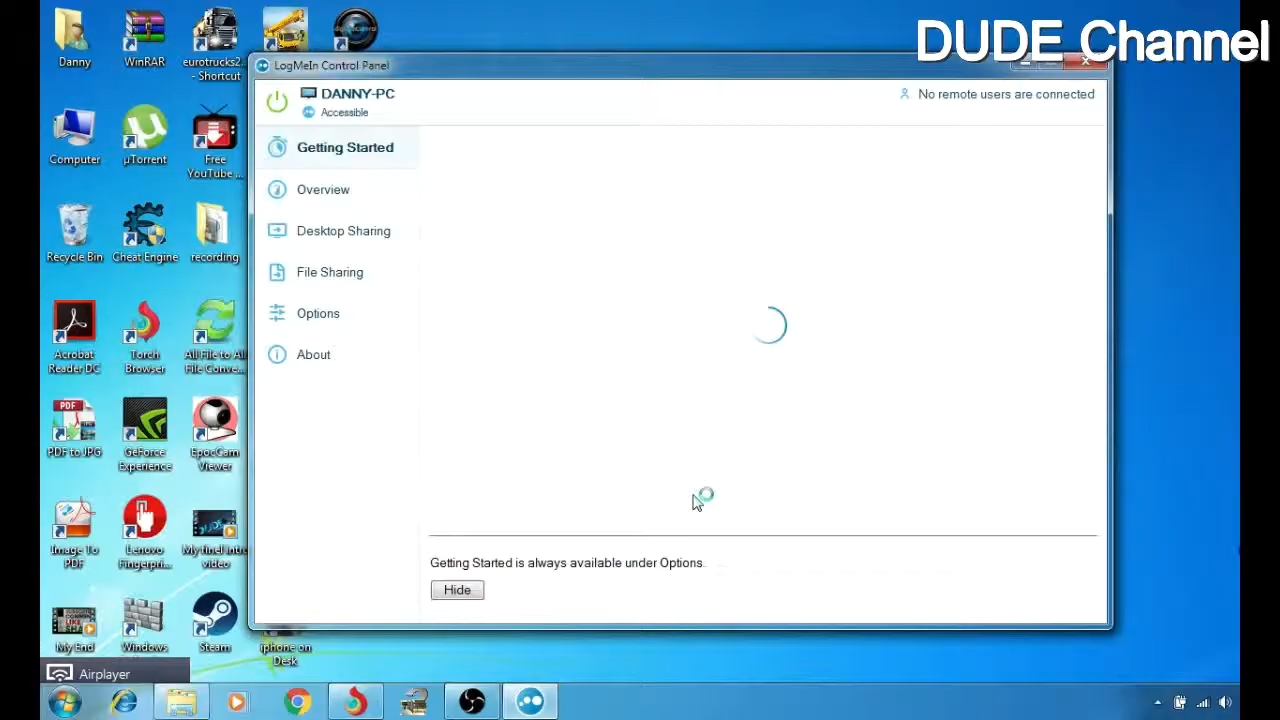 DUDE Channel
Danny
WinRAR
eurotrucks2...
- Shortcut
LogMeIn Control Panel
DANNY-PC
Accessible
No remote users are connected
Getting Started
Overview
Desktop Sharing
File Sharing
Options
About
Computer
µTorrent
Free
YouTube ...
Recycle Bin
Cheat Engine
recording
Acrobat
Reader DC
Torch
Browser
All File to All
File Conve...
PDF
PDF to JPG
GeForce
Experience
EpocCam
Viewer
Image To
PDF
Lenovo
Fingerpri...
My finel intro
video
Getting Started is always available under Options.
Hide
My End
Windows
Steam
iphone on
Desk
Airplayer